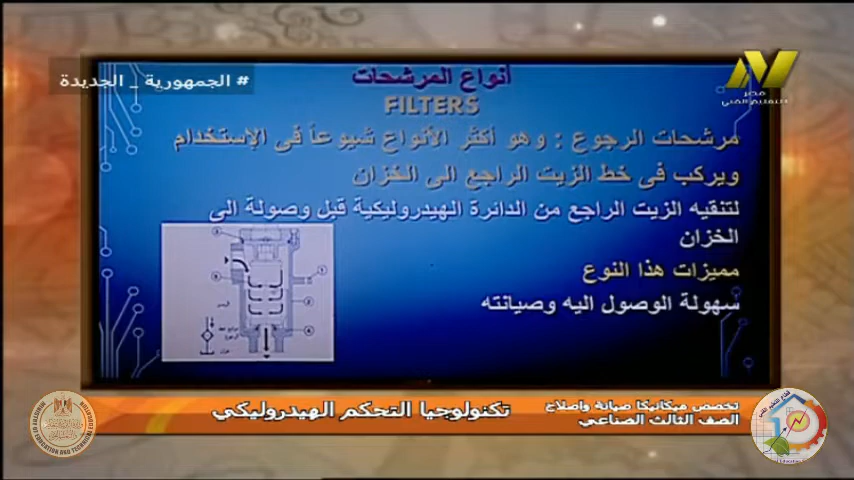 # الجمهورية _ الجديدة
مصر
التعليم الفني
أنواع المرشحات
FILTERS
مرشحات الرجوع : وهو أكثر الأنواع شيوعاً فى الإستخدام
ويركب فى خط الزيت الراجع الى الخزان
لتنقيه الزيت الراجع من الدائرة الهيدروليكية قبل وصولة الى
الخزان
مميزات هذا النوع
سهولة الوصول اليه وصيانته
تخصص ميكانيكا صيانة وإصلاح
الصف الثالث الصناعي
تكنولوجيا التحكم الهيدروليكي